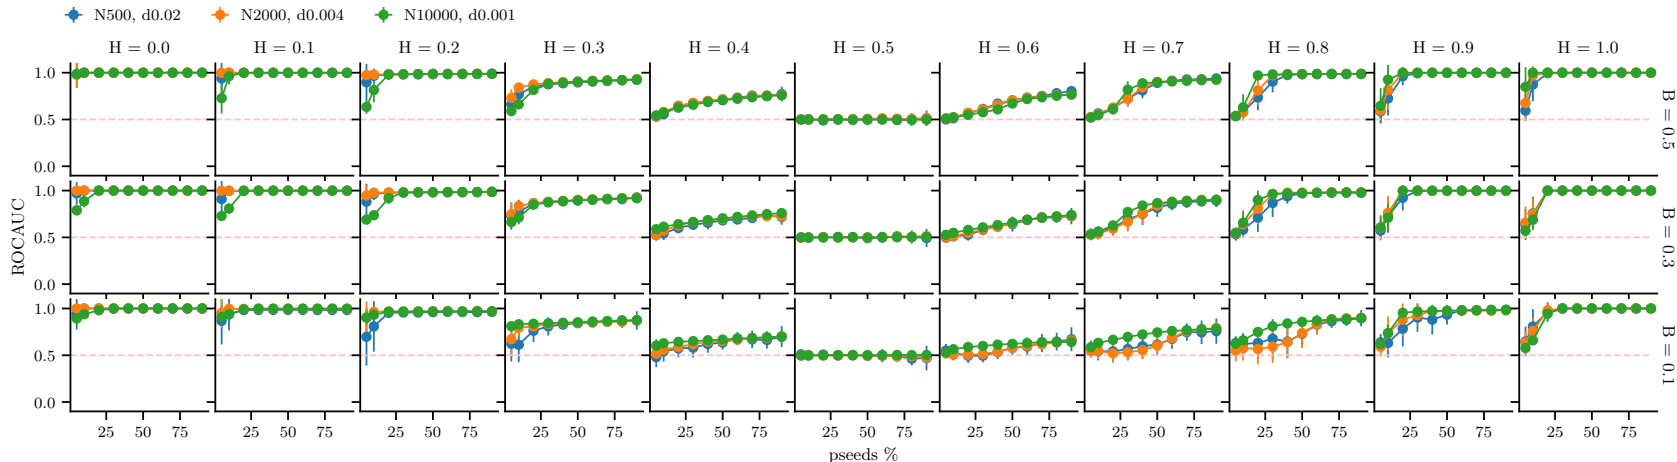 N500, d0.02 N2000, d0.004 N10000, d0.001
H = 0.0 H = 0.1 H = 0.2 H = 0.3 H = 0.4 H = 0.5 H = 0.6 H = 0.7 H = 0.8 H = 0.9 H = 1.0
1.0
0.5
0.0
B = 0.5
1.0
0.5
0.0
B = 0.3
ROCAUC
1.0
0.5
0.0
B = 0.1
25 50 75 25 50 75 25 50 75 25 50 75 25 50 75 25 50 75 25 50 75 25 50 75 25 50 75 25 50 75 25 50 75
pseeds %